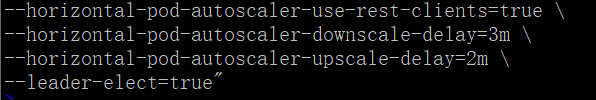 --horizontal-pod-autoscaler-use-rest-clients=true \
--horizontal-pod-autoscaler-downscale-delay=3m \
--horizontal-pod-autoscaler-upscale-delay=2m \
--leader-elect=true"